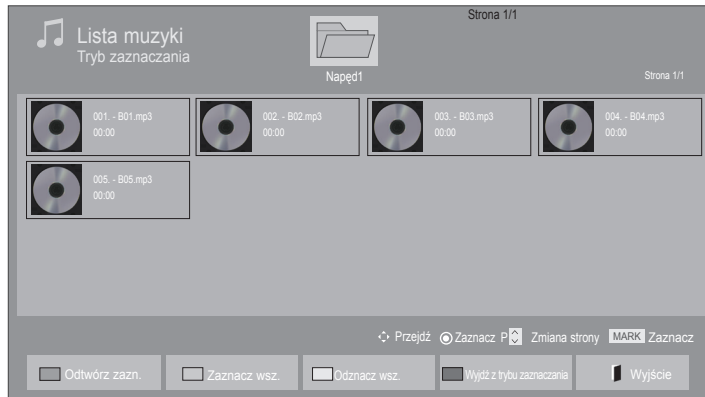 Strona 1/1
Lista muzyki
Tryb zaznaczania
Napęd1
Strona 1/1
001. - B01.mp3
00:00
002. - B02.mp3
00:00
003. - B03.mp3
00:00
004. - B04.mp3
00:00
005. - B05.mp3
00:00
Przejdź Zaznacz P Zmiana strony MARK Zaznacz
Odtwórz zazn.
Zaznacz wsz.
Odznacz wsz.
Wyjdź z trybu zaznaczania
Wyjście